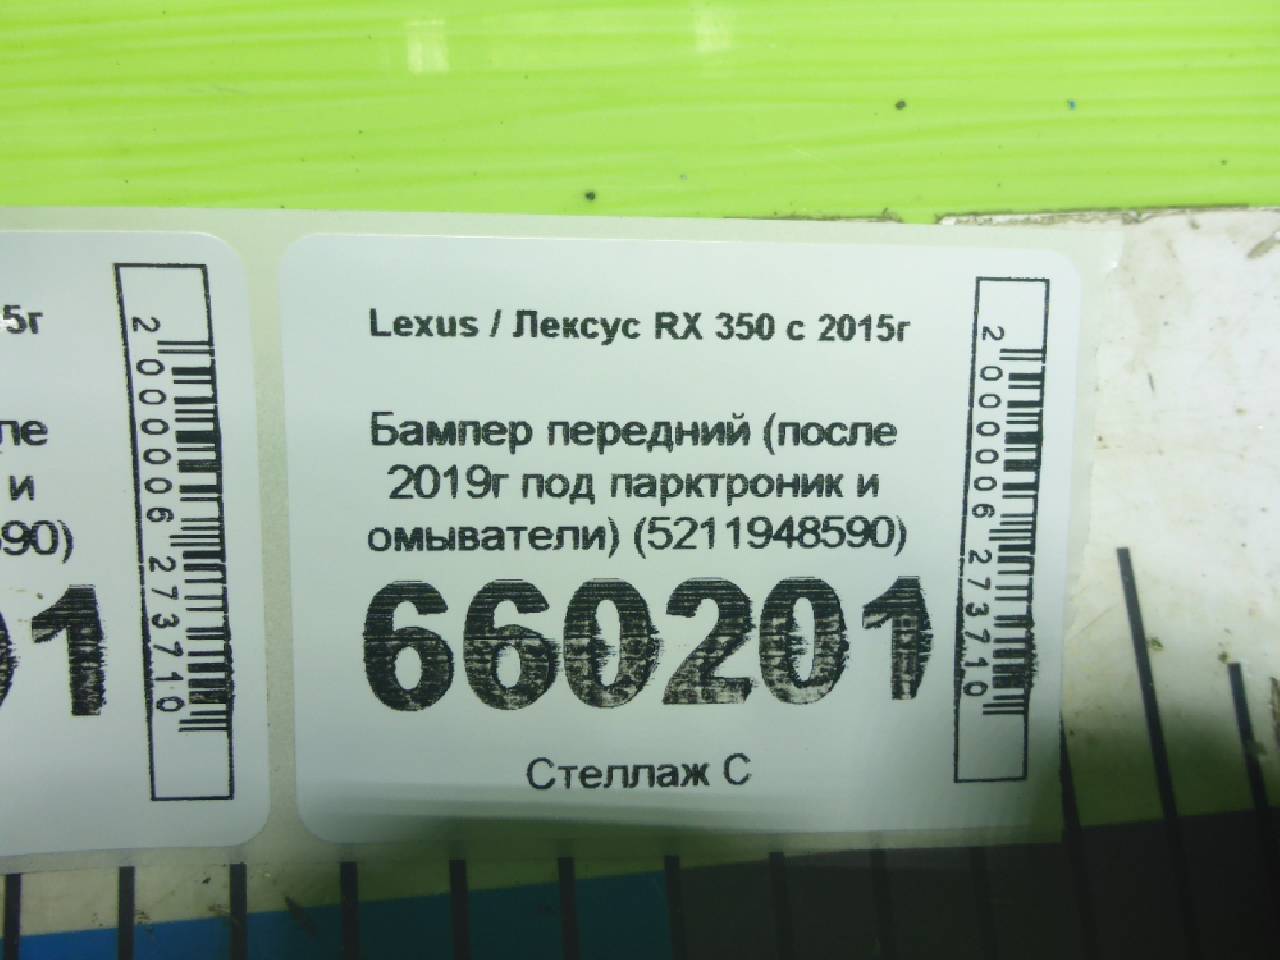 Lexus / Лексус RX 350 с 2015г
Бампер передний (после
2019г под парктроник и
омыватели) (5211948590)
660201
Стеллаж С
2000006273710
5г
ле
и
590)
01
2000006273710